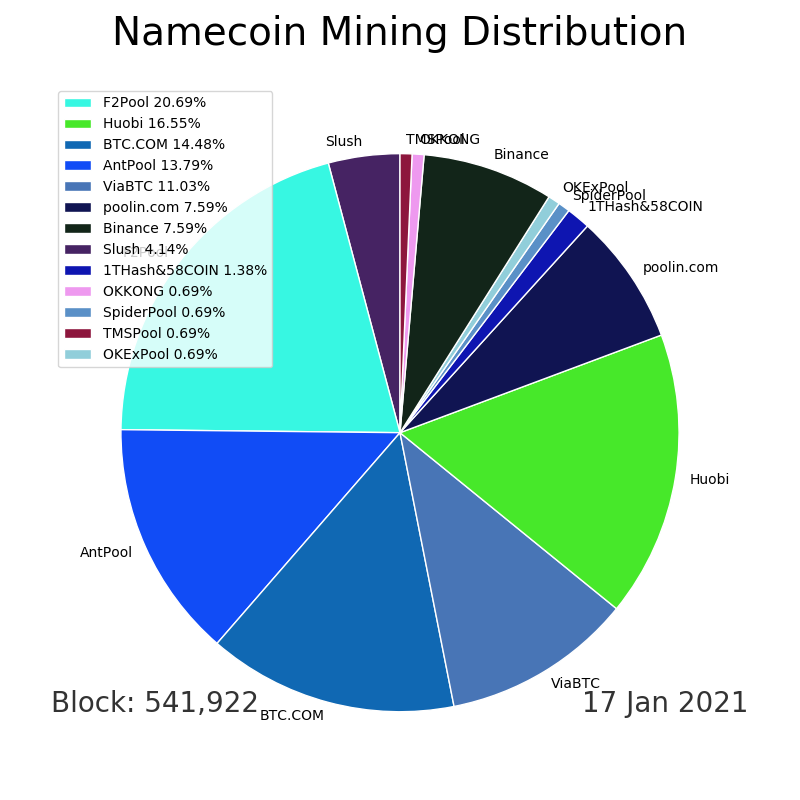 Namecoin Mining Distribution
F2Pool 20.69%
Huobi 16.55%
BTC.COM 14.48%
AntPool 13.79%
ViaBTC 11.03%
poolin.com 7.59%
Binance 7.59%
Slush 4.14%
1THash&58COIN 1.38%
OKKONG 0.69%
SpiderPool 0.69%
TMSPool 0.69%
OKExPool 0.69%
Slush
TMSPool
OKKONG
Binance
OKExPool
SpiderPool
1THash&58COIN
poolin.com
F2Pool
Huobi
AntPool
ViaBTC
BTC.COM
Block: 541,922
17 Jan 2021